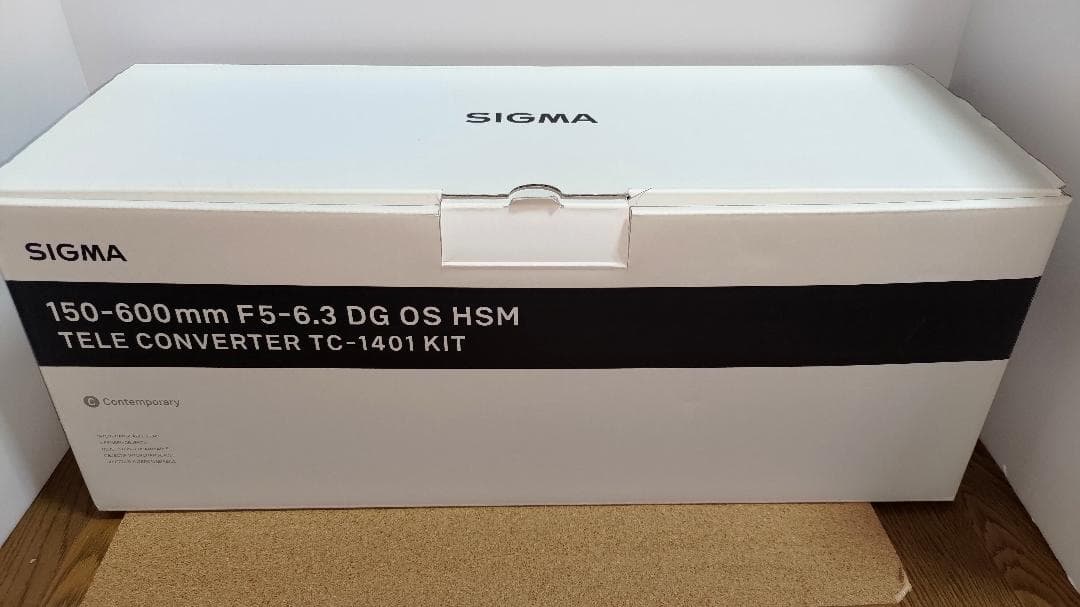 SIGMA
SIGMA
150-600mm F5-6.3 DG OS HSM
TELE CONVERTER TC-1401 KIT
C Contemporary